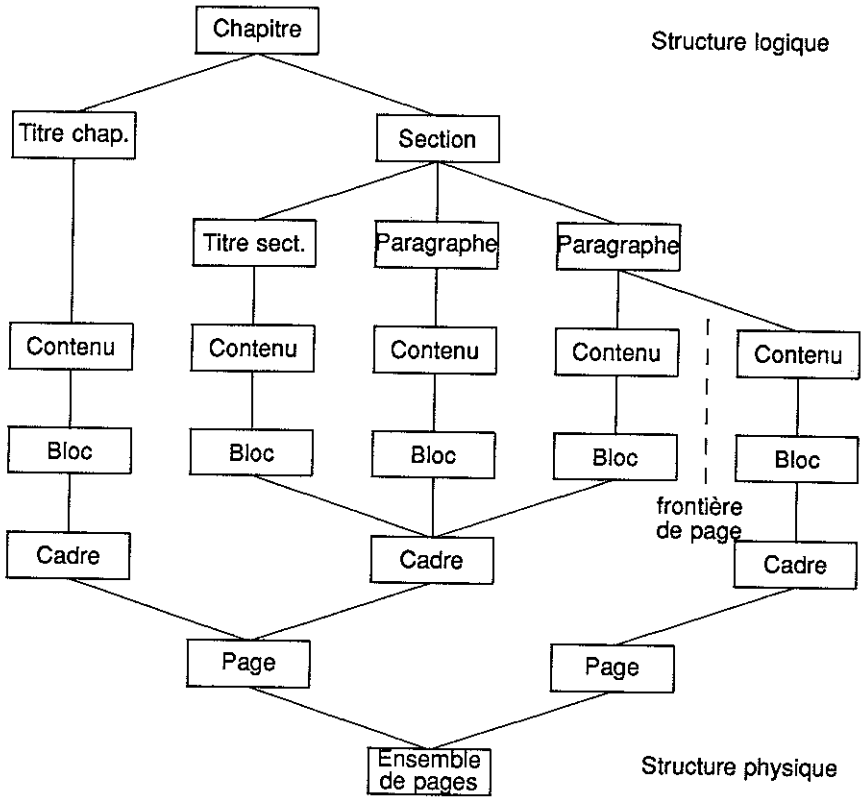 Chapitre
Structure logique
Titre chap.
Section
Titre sect.
Paragraphe
Paragraphe
Contenu
Contenu
Contenu
Contenu
Contenu
Bloc
Bloc
Bloc
Bloc
Bloc
frontière
de page
Cadre
Cadre
Cadre
Page
Page
Ensemble
de pages
Structure physique